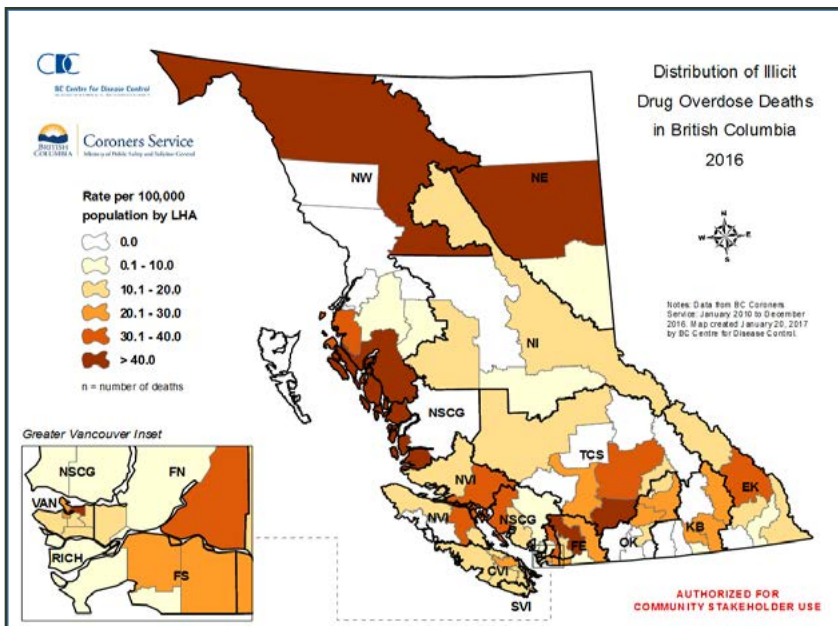 CDC
BC Centre for Disease Control
BRITISH
COLUMBIA
Coroners Service
Ministry of Public Safety and Solicitor General
Distribution of Illicit
Drug Overdose Deaths
in British Columbia
2016
N
W E
S
Rate per 100,000
population by LHA
0.0
0.1 - 10.0
10.1 - 20.0
20.1 - 30.0
30.1 - 40.0
> 40.0
n = number of deaths
Notes: Data from BC Coroners
Service: January 2010 to December
2016. Map created January 20, 2017
by BC Centre for Disease Control.
NW
NE
NI
NSCG
TCS
NVI
EK
NVI
NSCG
FE
OK
KB
CVI
SVI
Greater Vancouver Inset
NSCG
FN
VAN
RICH
FS
AUTHORIZED FOR
COMMUNITY STAKEHOLDER USE